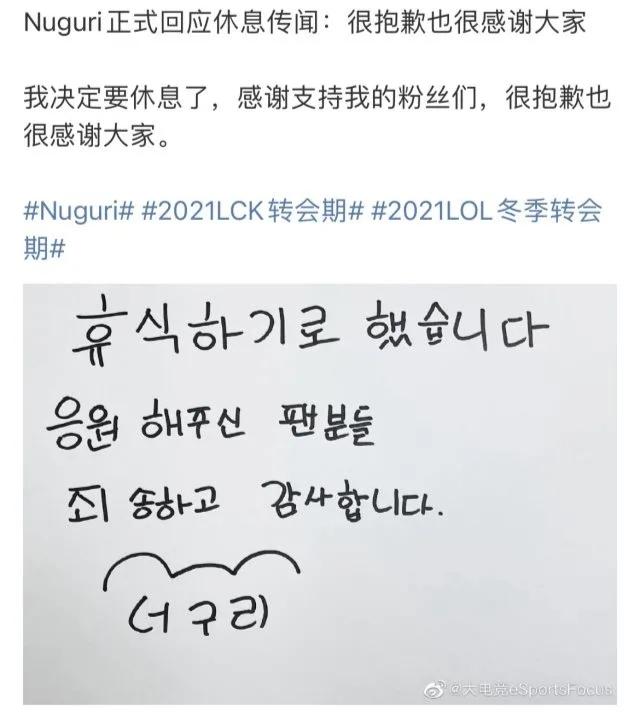 Nuguri正式回应休息传闻：很抱歉也很感谢大家
我决定要休息了，感谢支持我的粉丝们，很抱歉也
很感谢大家。
#Nuguri# #2021LCK转会期# #2021LOL冬季转会
期#
휴식하기로 했습니다
응원 해주신 팬분들
죄송하고 감사합니다.
너구리
@大电竞eSportsFocus